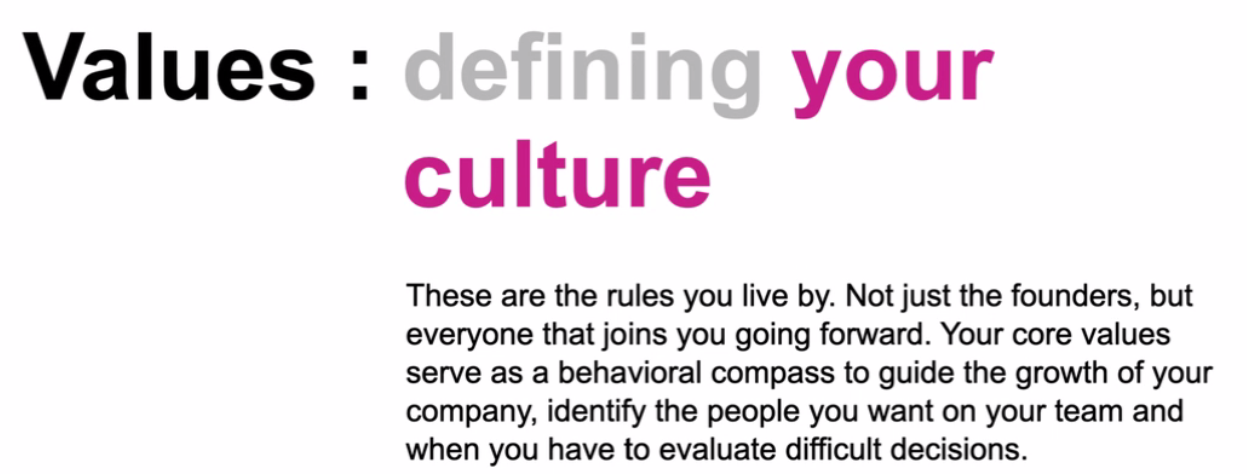 Values : defining your
culture
These are the rules you live by. Not just the founders, but
everyone that joins you going forward. Your core values
serve as a behavioral compass to guide the growth of your
company, identify the people you want on your team and
when you have to evaluate difficult decisions.